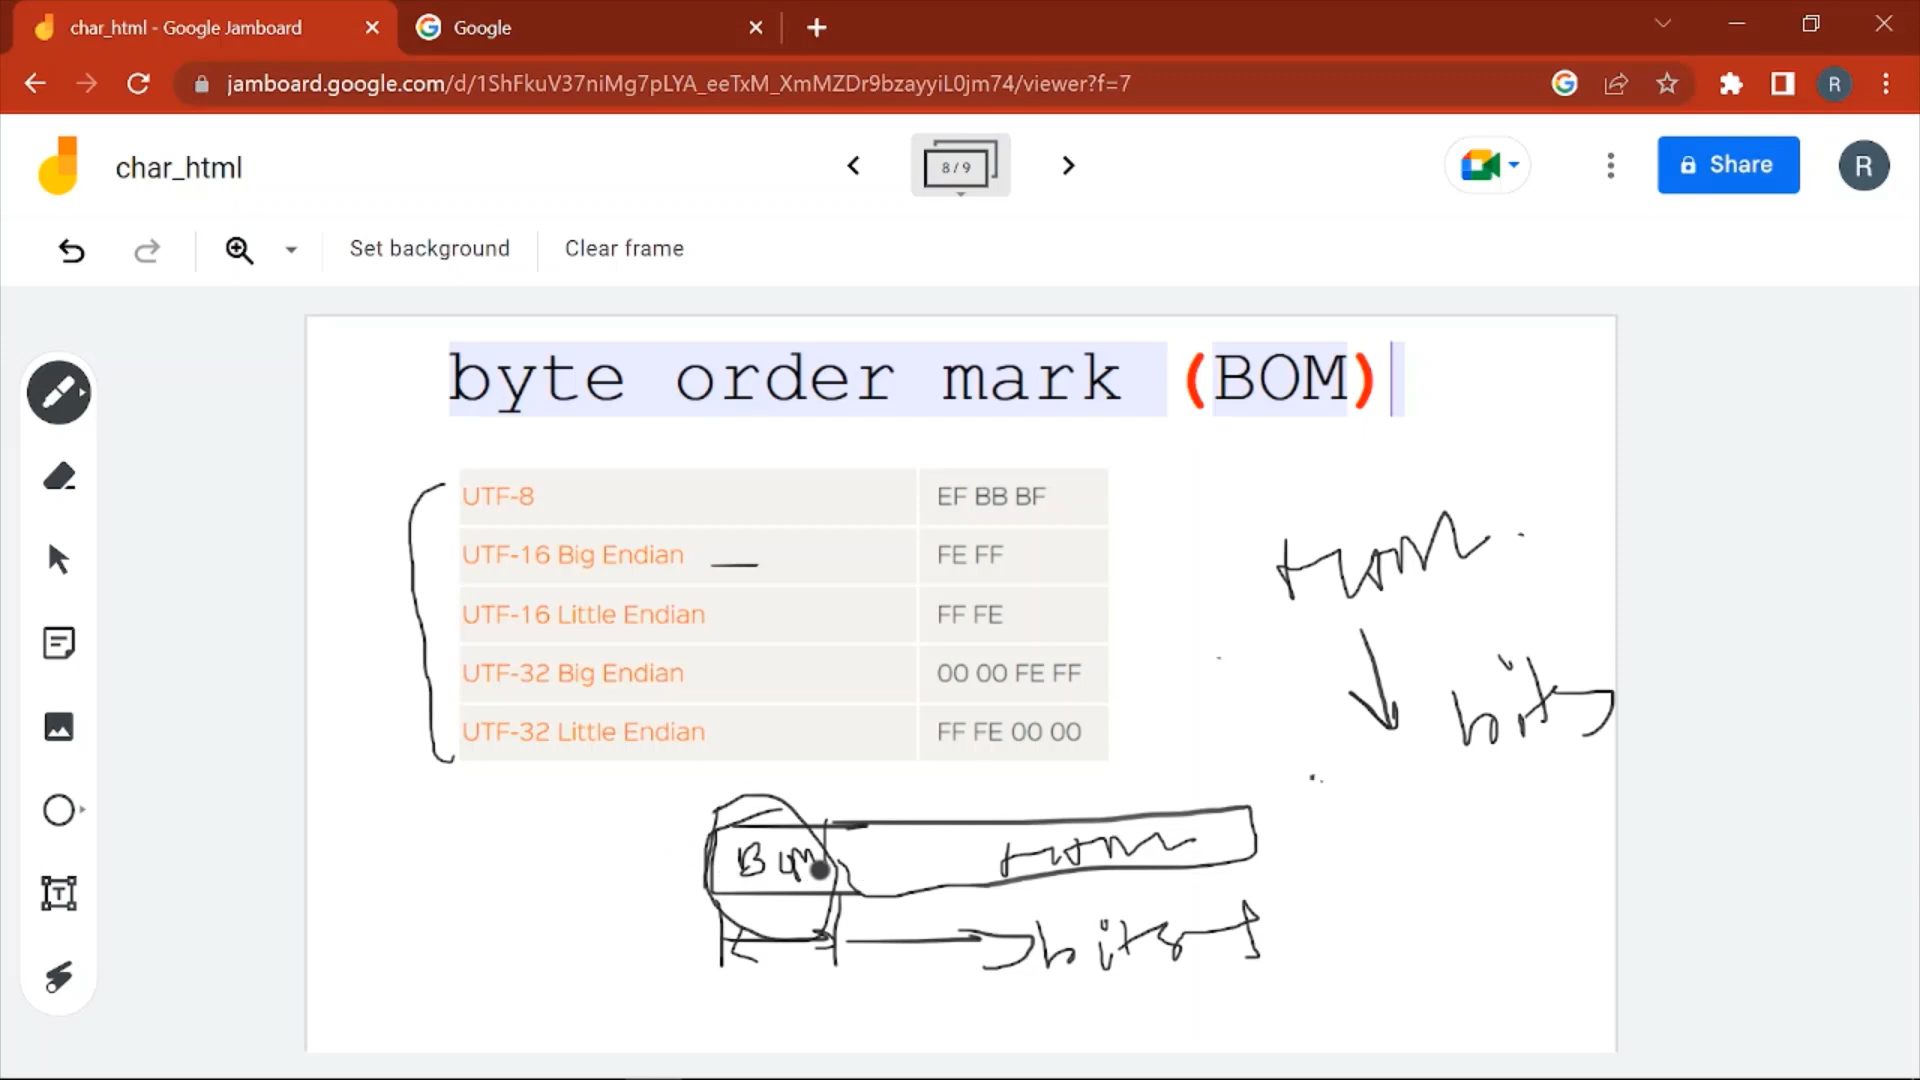 char_html - Google Jamboard
Google
jamboard.google.com/d/1ShFkuV37niMg7pLYA_eeTxM_XmMZDr9bzayyiL0jm74/viewer?f=7
R
char_html
8/9
Share
R
Set background
Clear frame
byte order mark (BOM)
UTF-8 EF BB BF
UTF-16 Big Endian FE FF
UTF-16 Little Endian FF FE
UTF-32 Big Endian 00 00 FE FF
UTF-32 Little Endian FF FE 00 00
bits
BOM